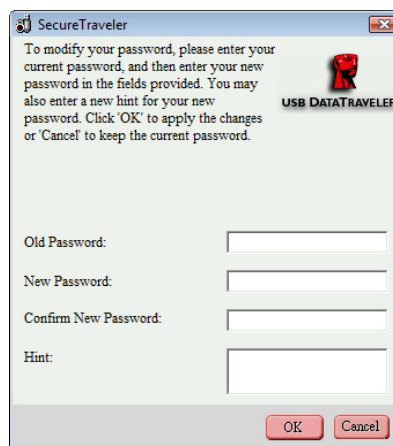 SecureTraveler
To modify your password, please enter your
current password, and then enter your new
password in the fields provided. You may
also enter a new hint for your new
password. Click 'OK' to apply the changes
or 'Cancel' to keep the current password.
USB DATATRAVELER
Old Password:
New Password:
Confirm New Password:
Hint:
OK
Cancel